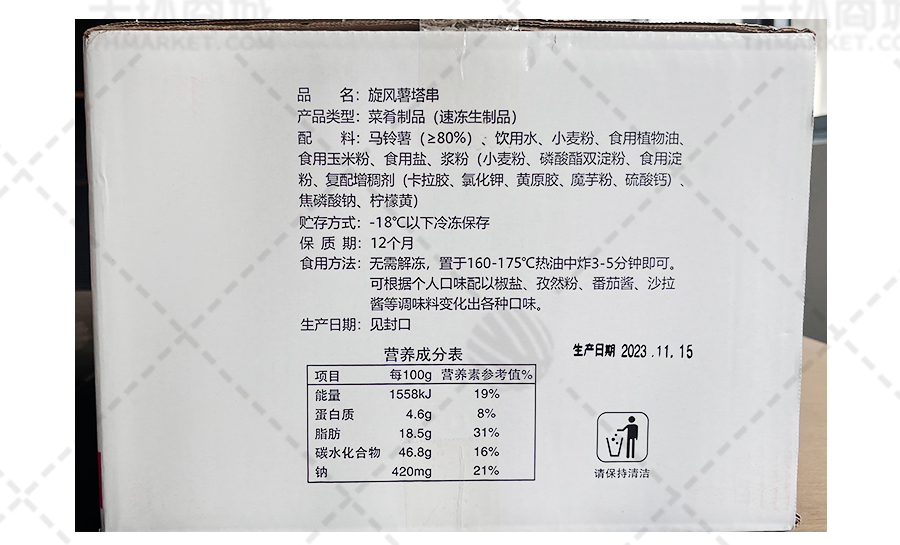 品 名：旋风薯塔串
产品类型：菜肴制品（速冻生制品）
配 料：马铃薯（≥80%）、饮用水、小麦粉、食用植物油、
食用玉米粉、食用盐、浆粉（小麦粉、磷酸酯双淀粉、食用淀
粉、复配增稠剂（卡拉胶、氯化钾、黄原胶、魔芋粉、硫酸钙）、
焦磷酸钠、柠檬黄）
贮存方式：-18℃以下冷冻保存
保 质 期：12个月
食用方法：无需解冻，置于160-175℃热油中炸3-5分钟即可。
可根据个人口味配以椒盐、孜然粉、番茄酱、沙拉
酱等调味料变化出各种口味。
生产日期：见封口
生产日期 2023.11.15
营养成分表
项目 每100g 营养素参考值%
能量 1558kJ 19%
蛋白质 4.6g 8%
脂肪 18.5g 31%
碳水化合物 46.8g 16%
钠 420mg 21%
请保持清洁